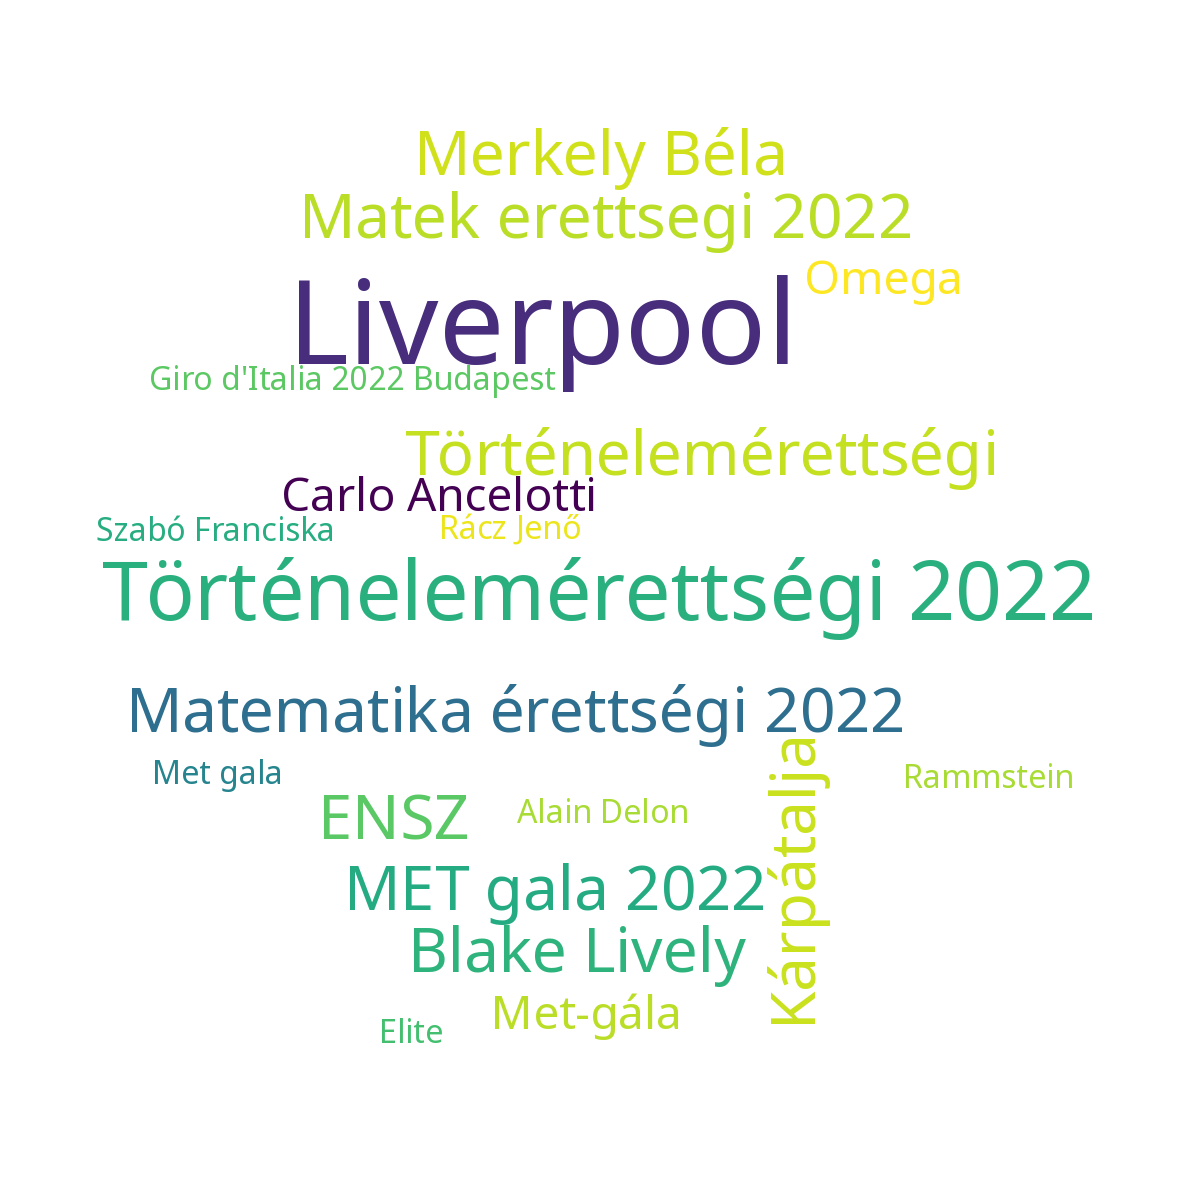 Merkely Béla
Matek erettsegi 2022
Omega
Liverpool
Giro d'Italia 2022 Budapest
Történelemérettségi
Carlo Ancelotti
Szabó Franciska
Rácz Jenő
Történelemérettségi 2022
Matematika érettségi 2022
Met gala
Rammstein
Kárpátalja
ENSZ
Alain Delon
MET gala 2022
Blake Lively
Met-gála
Elite